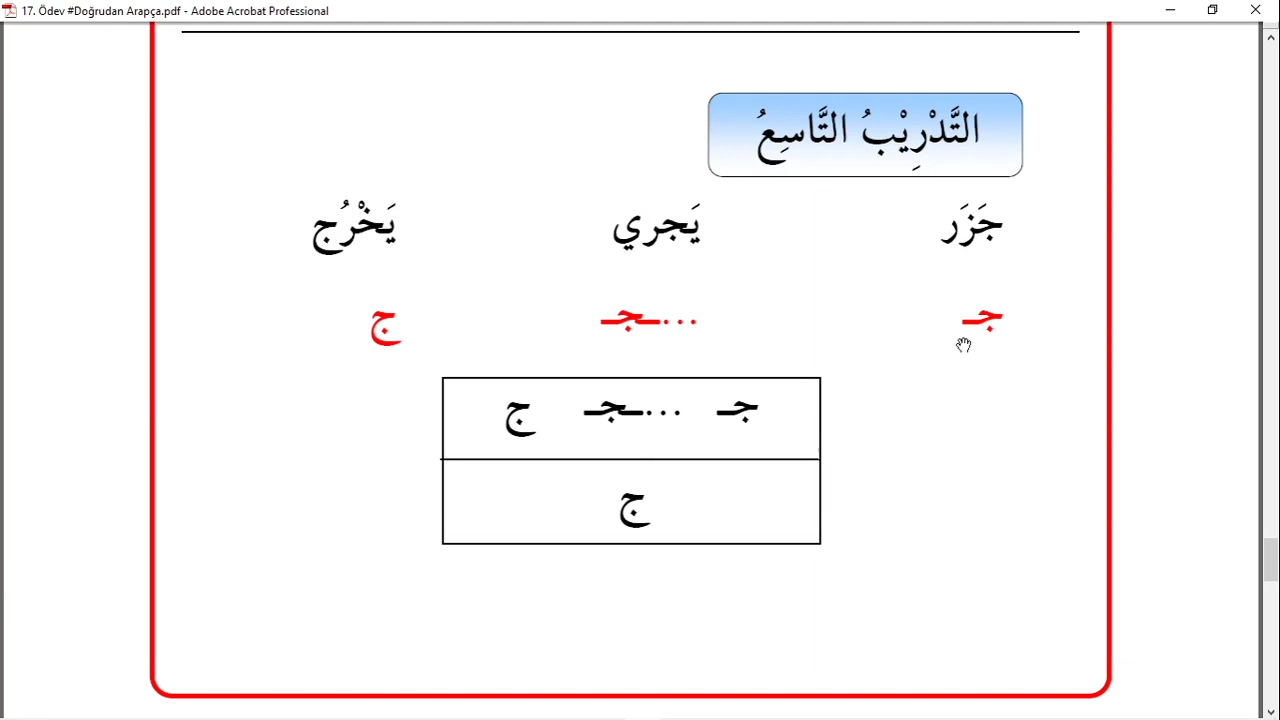 17. Ödev #Doğrudan Arapça.pdf - Adobe Acrobat Professional
التَّدْرِيْبُ التَّاسِعُ
جَزَر يَجري يَخْرُج
جـ ...ـجـ ج
جـ ...ـجـ ج
ج